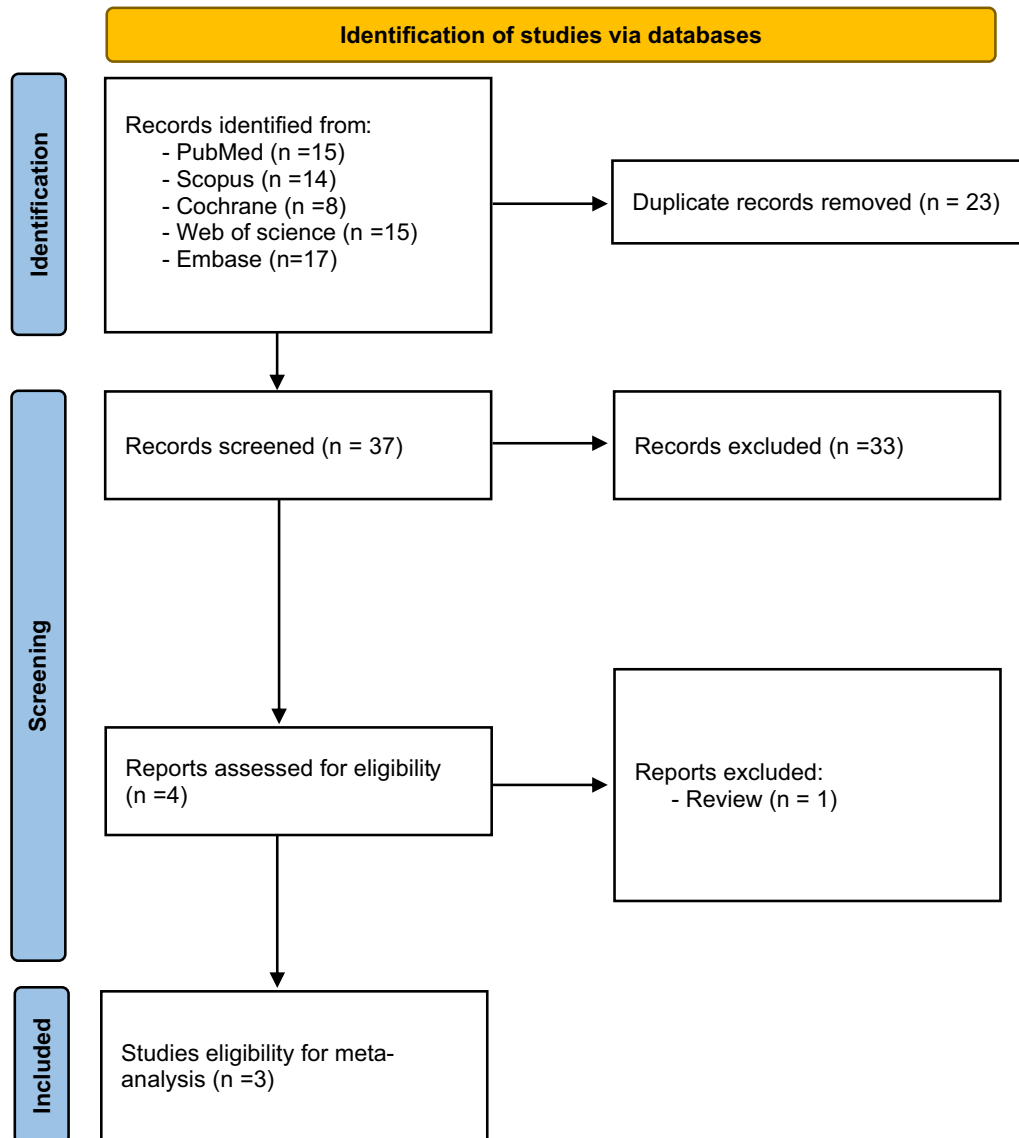 Identification of studies via databases
Identification
Records identified from:
- PubMed (n =15)
- Scopus (n =14)
- Cochrane (n =8)
- Web of science (n =15)
- Embase (n=17)
Duplicate records removed (n = 23)
Screening
Records screened (n = 37)
Records excluded (n =33)
Reports assessed for eligibility
(n =4)
Reports excluded:
- Review (n = 1)
Included
Studies eligibility for meta-
analysis (n =3)